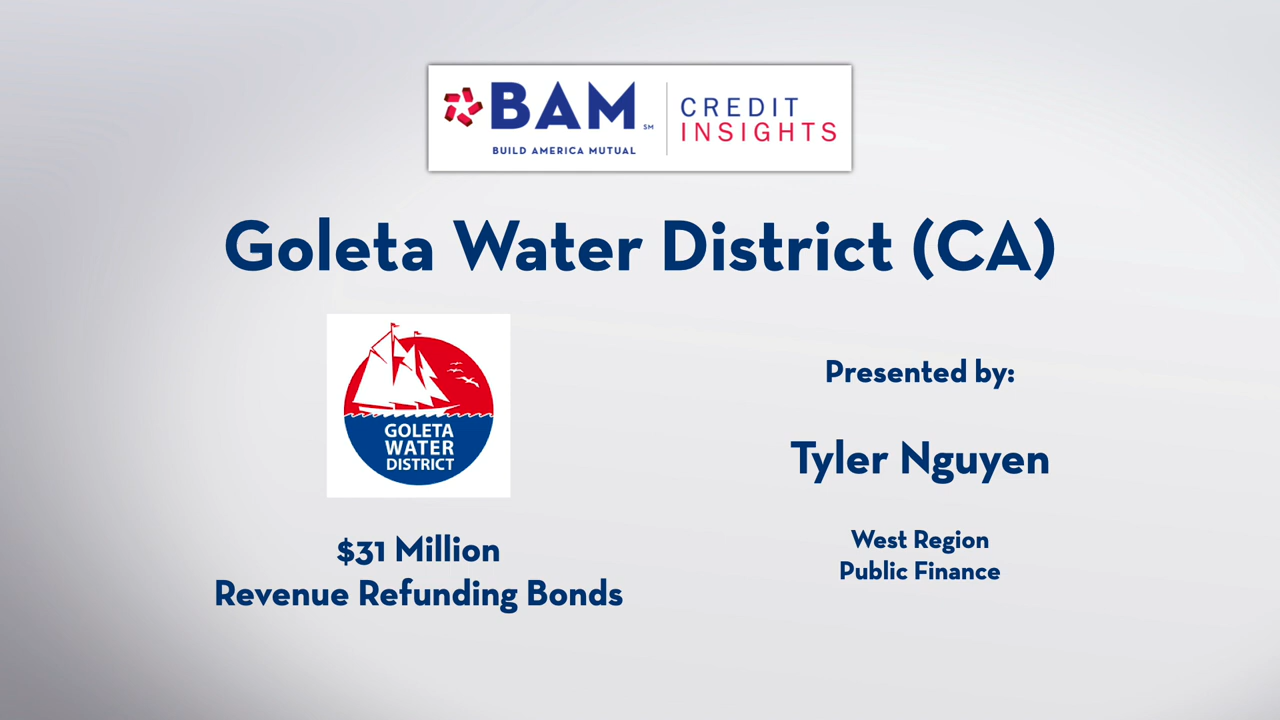 BAM SM
BUILD AMERICA MUTUAL
CREDIT
INSIGHTS
Goleta Water District (CA)
GOLETA
WATER
DISTRICT
$31 Million
Revenue Refunding Bonds
Presented by:
Tyler Nguyen
West Region
Public Finance